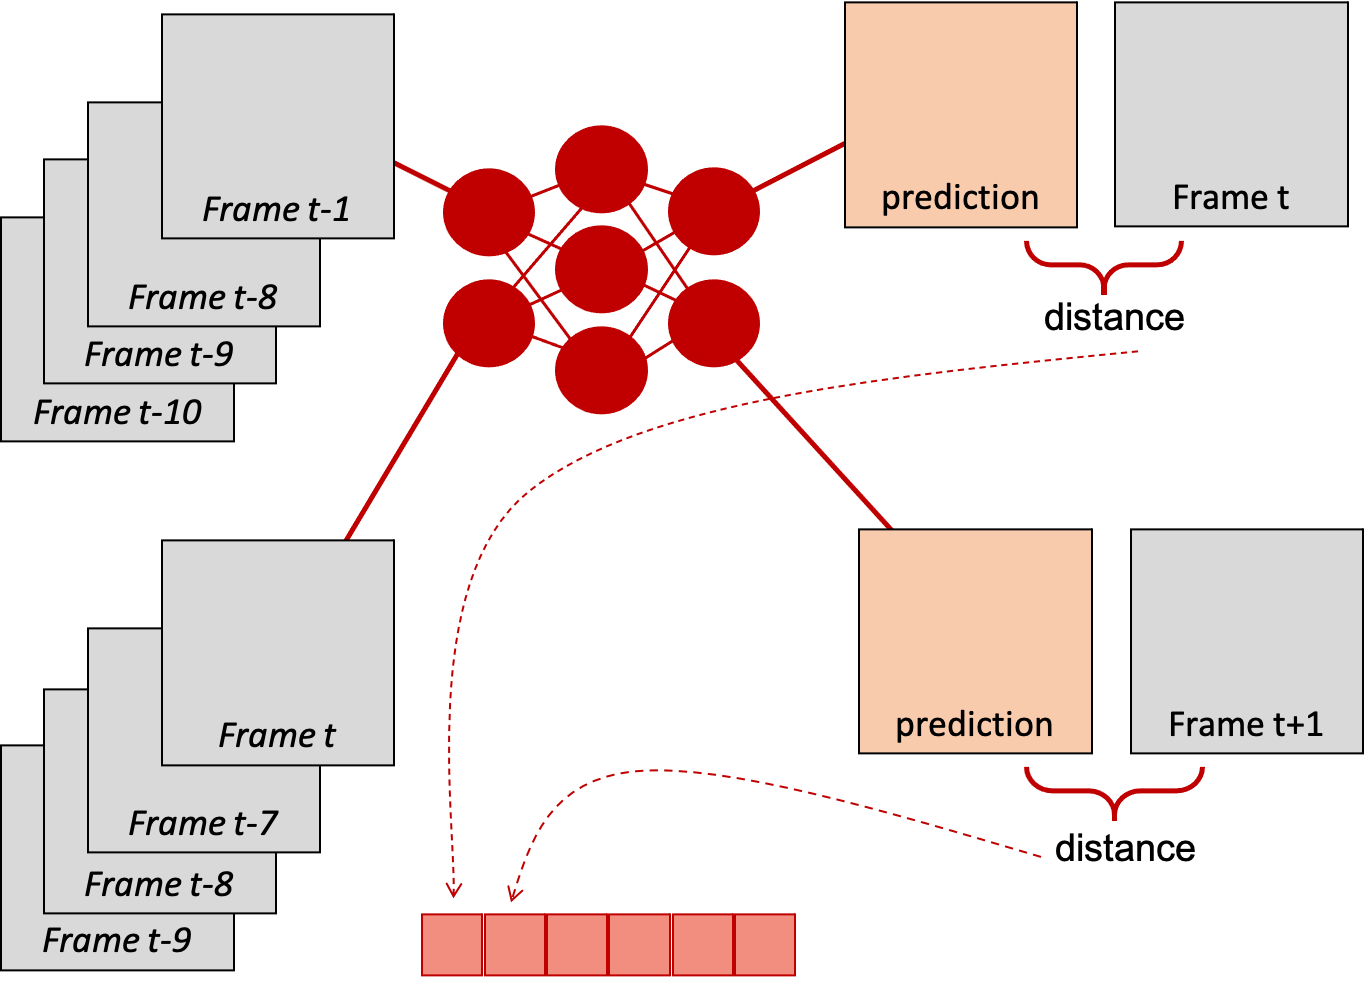 Frame t-1
Frame t-8
Frame t-9
Frame t-10
prediction
Frame t
distance
Frame t
Frame t-7
Frame t-8
Frame t-9
prediction
Frame t+1
distance